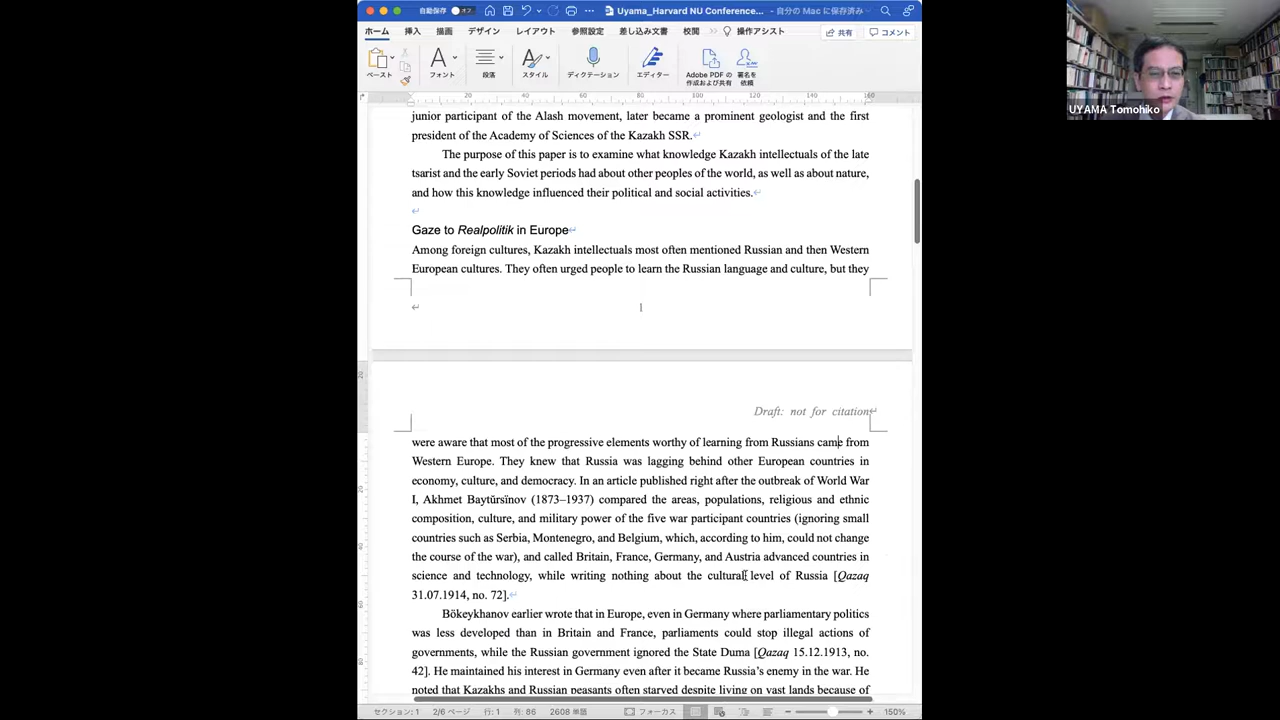 自動保存 オフ Uyama_Harvard NU Conference... - 自分の Mac に保存済み
ホーム 挿入 描画 デザイン レイアウト 参照設定 差し込み文書 校閲 >> 操作アシスト 共有 コメント
ペースト フォント 段落 スタイル ディクテーション エディター Adobe PDF の 作成および共有 署名を 依頼
20 40 60 80 100 120 140 160
UYAMA Tomohiko
junior participant of the Alash movement, later became a prominent geologist and the first
president of the Academy of Sciences of the Kazakh SSR.
The purpose of this paper is to examine what knowledge Kazakh intellectuals of the late
tsarist and the early Soviet periods had about other peoples of the world, as well as about nature,
and how this knowledge influenced their political and social activities.
Gaze to Realpolitik in Europe
Among foreign cultures, Kazakh intellectuals most often mentioned Russian and then Western
European cultures. They often urged people to learn the Russian language and culture, but they
1
Draft: not for citation
were aware that most of the progressive elements worthy of learning from Russians came from
Western Europe. They knew that Russia was lagging behind other European countries in
economy, culture, and democracy. In an article published right after the outbreak of World War
I, Akhmet Baytŭrsïnov (1873–1937) compared the areas, populations, religious and ethnic
composition, culture, and military power of the five war participant countries (ignoring small
countries such as Serbia, Montenegro, and Belgium, which, according to him, could not change
the course of the war), and called Britain, France, Germany, and Austria advanced countries in
science and technology, while writing nothing about the cultural level of Russia [Qazaq
31.07.1914, no. 72].
Bökeykhanov earlier wrote that in Europe, even in Germany where parliamentary politics
was less developed than in Britain and France, parliaments could stop illegal actions of
governments, while the Russian government ignored the State Duma [Qazaq 15.12.1913, no.
42]. He maintained his interest in Germany even after it became Russia's enemy in the war. He
noted that Kazakhs and Russian peasants often starved despite living on vast lands because of
セクション: 1 2/6 ページ 行: 1 列: 86 2608 単語 フォーカス 150%